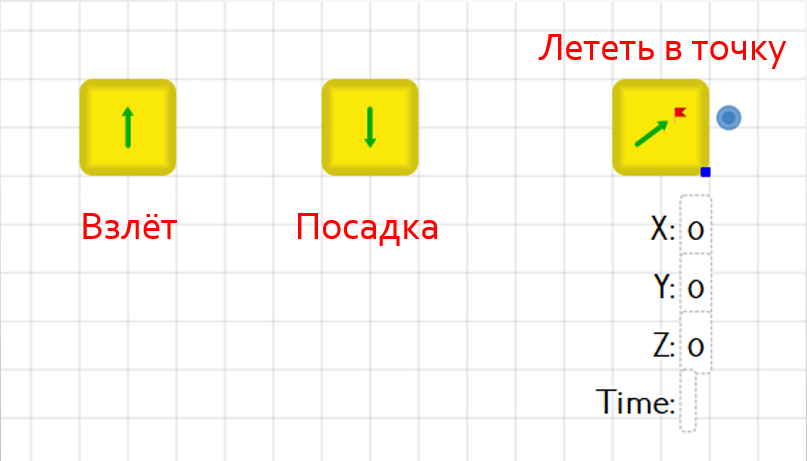 Лететь в точку
Взлёт
Посадка
X: 0
Y: 0
Z: 0
Time: